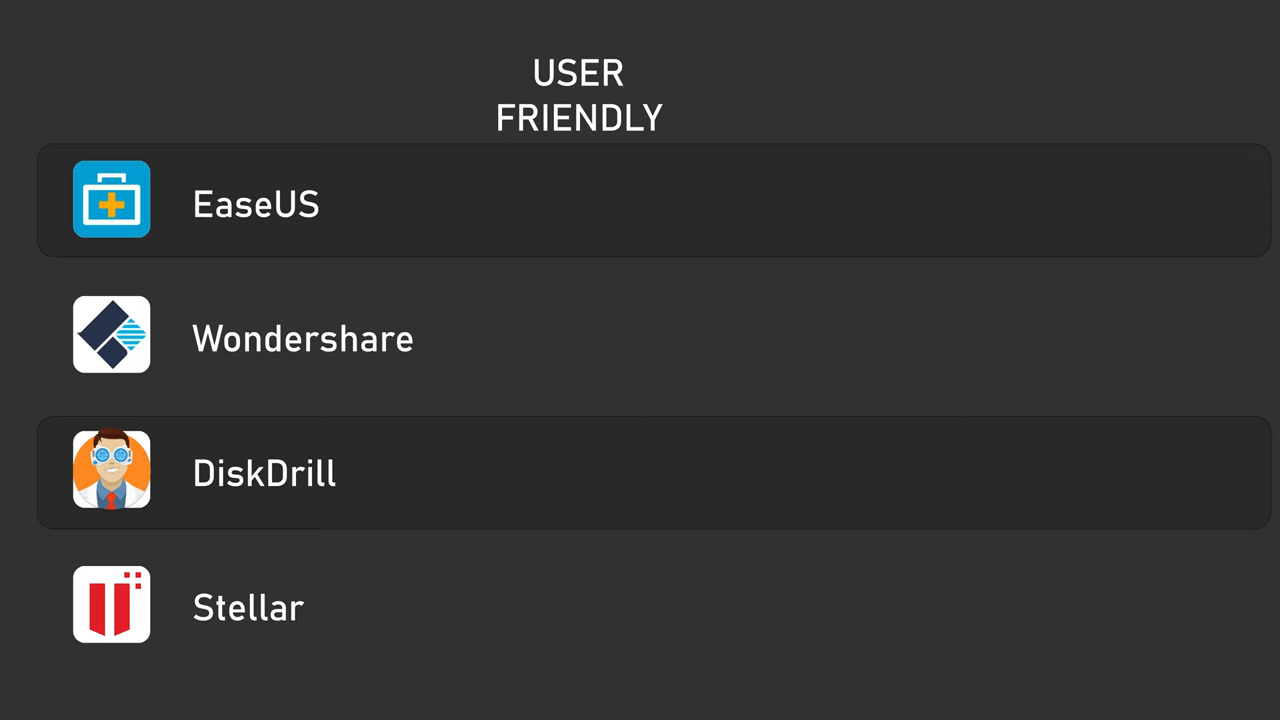 USER
FRIENDLY
EaseUS
Wondershare
DiskDrill
Stellar